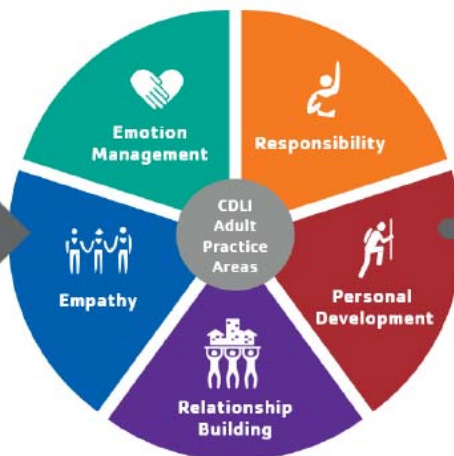 Emotion
Management
Responsibility
CDLI
Adult
Practice
Areas
Empathy
Personal
Development
Relationship
Building